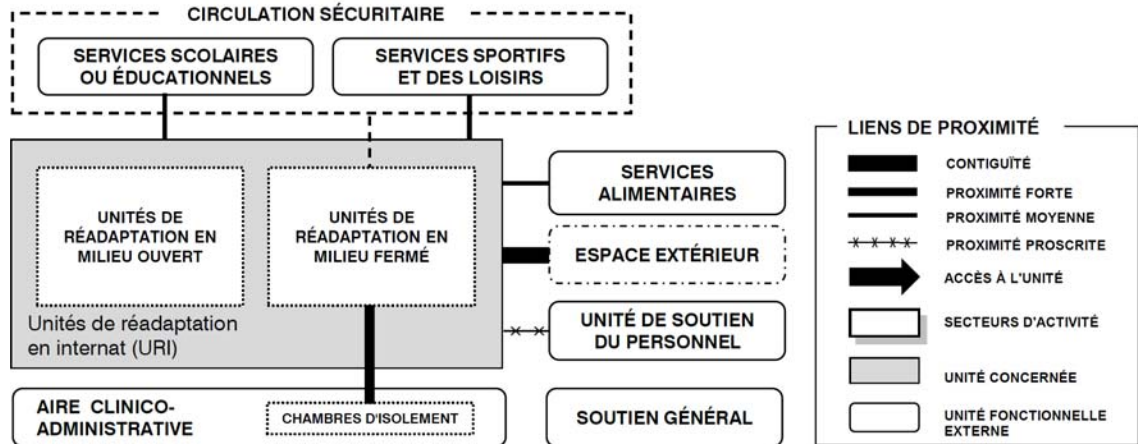 CIRCULATION SÉCURITAIRE
SERVICES SCOLAIRES
OU ÉDUCATIONNELS
SERVICES SPORTIFS
ET DES LOISIRS
UNITÉS DE
RÉADAPTATION EN
MILIEU OUVERT
UNITÉS DE
RÉADAPTATION EN
MILIEU FERMÉ
Unités de réadaptation
en internat (URI)
SERVICES
ALIMENTAIRES
ESPACE EXTÉRIEUR
UNITÉ DE SOUTIEN
DU PERSONNEL
AIRE CLINICO-
ADMINISTRATIVE
CHAMBRES D'ISOLEMENT
SOUTIEN GÉNÉRAL
LIENS DE PROXIMITÉ
CONTIGUÏTÉ
PROXIMITÉ FORTE
PROXIMITÉ MOYENNE
PROXIMITÉ PROSCRITE
ACCÈS À L'UNITÉ
SECTEURS D'ACTIVITÉ
UNITÉ CONCERNÉE
UNITÉ FONCTIONNELLE
EXTERNE